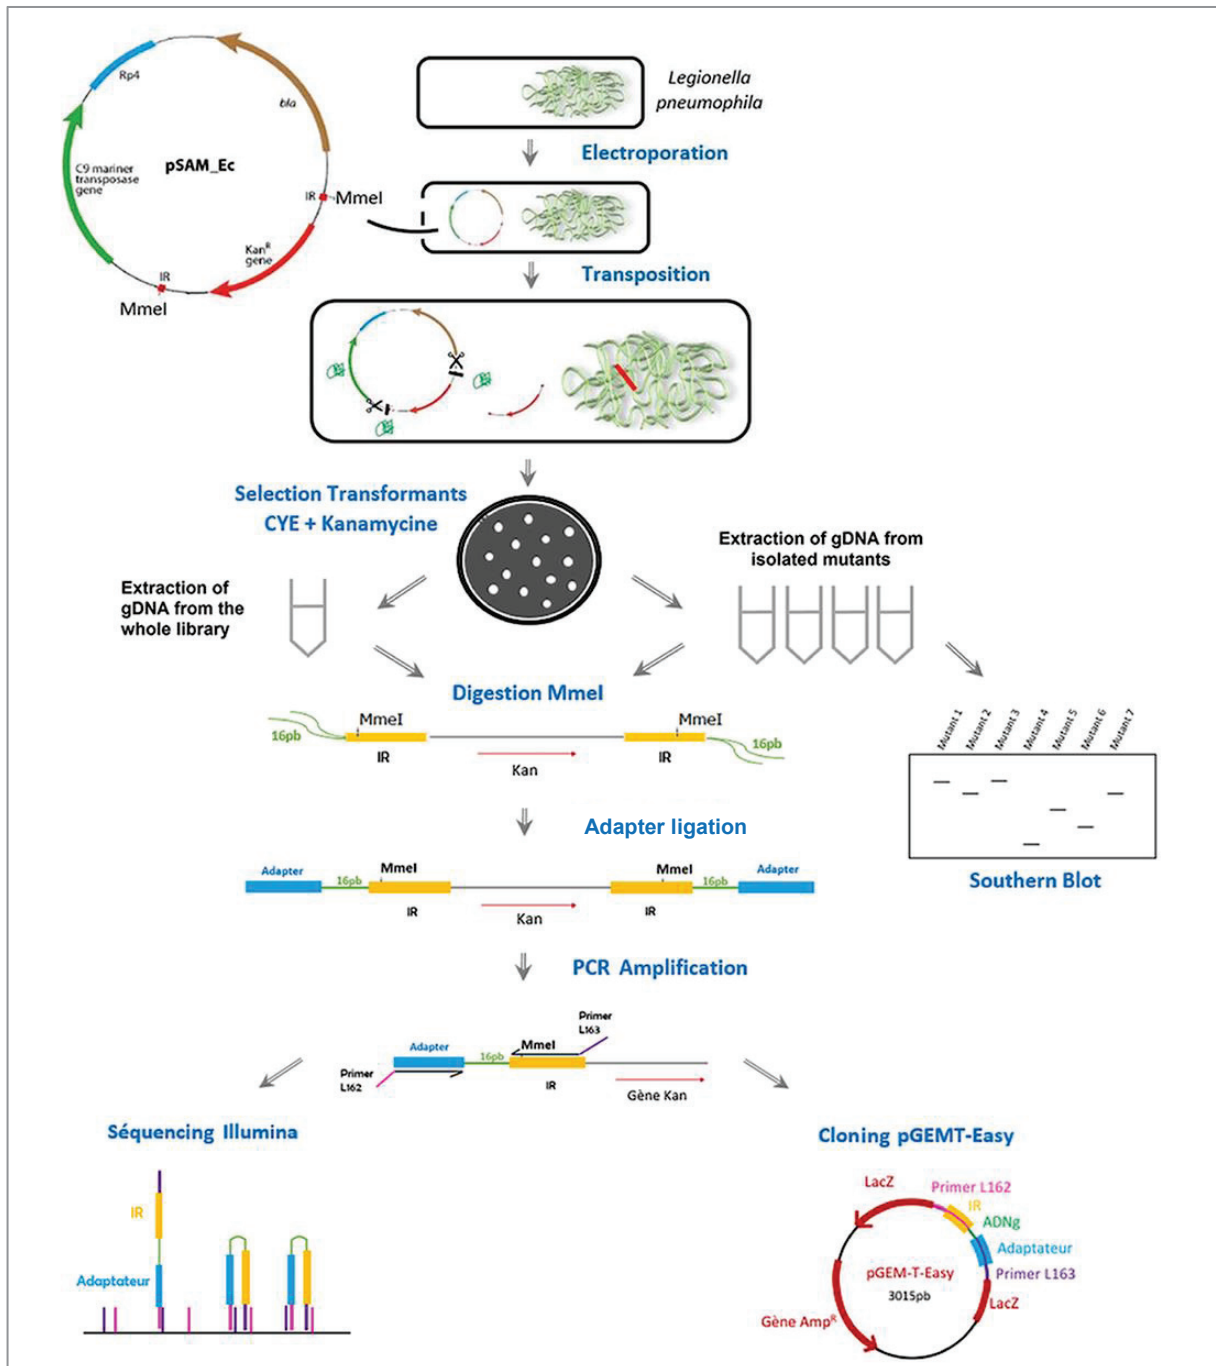 Rp4
bla
C9 mariner
transposase
gene
pSAM_Ec
IR
MmeI
Kan^R
gene
IR
MmeI
Legionella
pneumophila
Electroporation
Transposition
Selection Transformants
CYE + Kanamycine
Extraction of
gDNA from the
whole library
Extraction of gDNA from
isolated mutants
Digestion MmeI
MmeI
MmeI
16pb
16pb
IR
IR
Kan
Mutant 1
Mutant 2
Mutant 3
Mutant 4
Mutant 5
Mutant 6
Mutant 7
Southern Blot
Adapter ligation
Adapter
16pb
MmeI
MmeI
16pb
Adapter
IR
IR
Kan
PCR Amplification
Primer
L163
Adapter
16pb
MmeI
Primer
L162
IR
Gène Kan
Séquencing Illumina
IR
Adaptateur
Cloning pGEMT-Easy
LacZ
Primer L162
IR
ADNg
Adaptateur
Primer L163
LacZ
pGEM-T-Easy
3015pb
Gène Amp^R